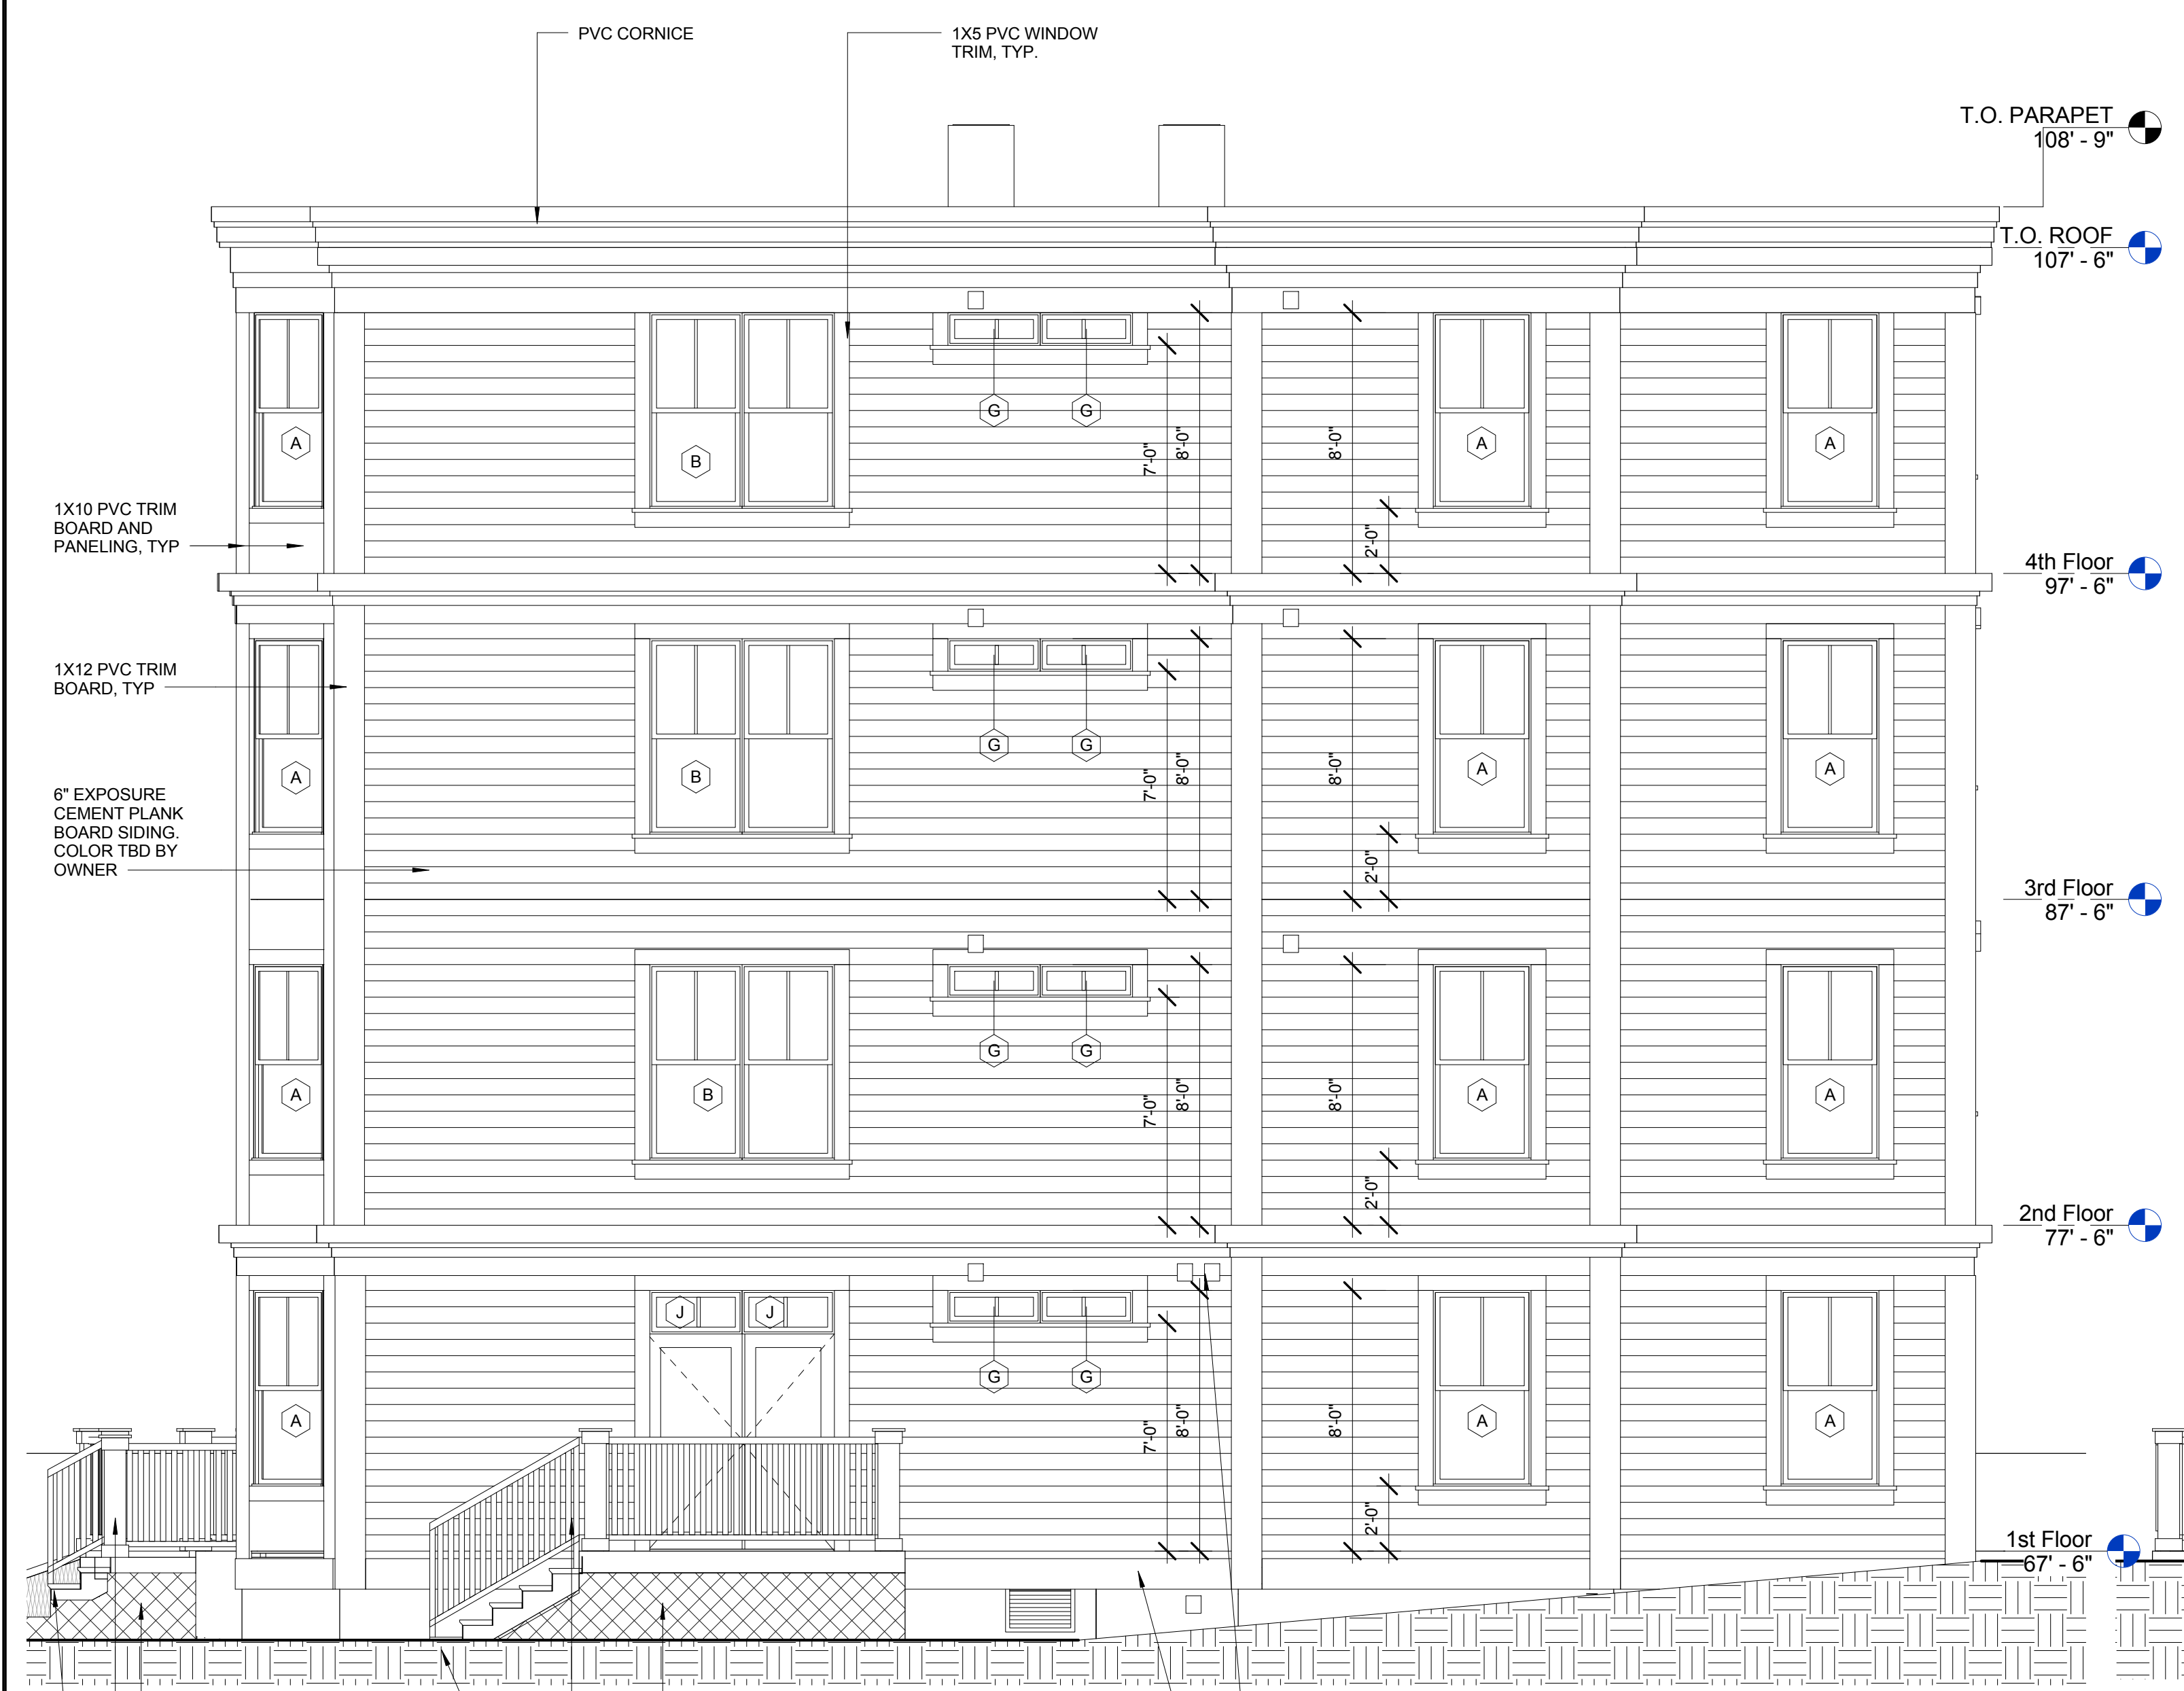 PVC CORNICE
1X5 PVC WINDOW
TRIM, TYP.
T.O. PARAPET
108' - 9"
T.O. ROOF
107' - 6"
G
G
A
B
A
A
7'-0"
8'-0"
8'-0"
2'-0"
1X10 PVC TRIM
BOARD AND
PANELING, TYP
4th Floor
97' - 6"
1X12 PVC TRIM
BOARD, TYP
G
G
A
B
A
A
7'-0"
8'-0"
8'-0"
2'-0"
6" EXPOSURE
CEMENT PLANK
BOARD SIDING.
COLOR TBD BY
OWNER
3rd Floor
87' - 6"
G
G
A
B
A
A
7'-0"
8'-0"
8'-0"
2'-0"
2nd Floor
77' - 6"
J
J
G
G
A
A
A
7'-0"
8'-0"
8'-0"
2'-0"
1st Floor
67' - 6"